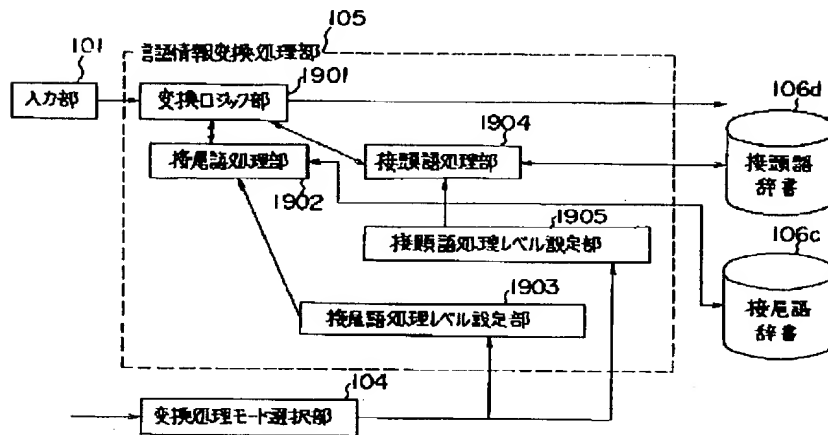 105
101
言語情報変換処理部
1901
入力部
変換ロジック部
106d
1904
接尾語処理部
接頭語処理部
接頭語
辞書
1902
1905
接頭語処理レベル設定部
106c
1903
接尾語処理レベル設定部
接尾語
辞書
104
変換処理モード選択部